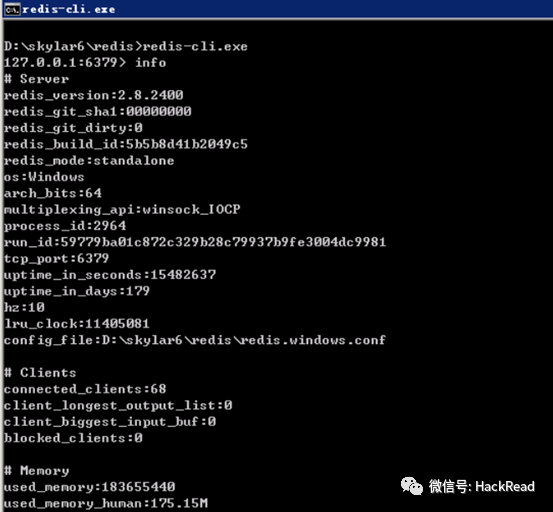 redis-cli.exe
D:\skylar6\redis>redis-cli.exe
127.0.0.1:6379> info
# Server
redis_version:2.8.2400
redis_git_sha1:00000000
redis_git_dirty:0
redis_build_id:5b5b8d41b2049c5
redis_mode:standalone
os:Windows
arch_bits:64
multiplexing_api:winsock_IOCP
process_id:2964
run_id:59779ba01c872c329b28c79937b9fe3004dc9981
tcp_port:6379
uptime_in_seconds:15482637
uptime_in_days:179
hz:10
lru_clock:11405081
config_file:D:\skylar6\redis\redis.windows.conf
# Clients
connected_clients:68
client_longest_output_list:0
client_biggest_input_buf:0
blocked_clients:0
# Memory
used_memory:183655440
used_memory_human:175.15M
微信号: HackRead